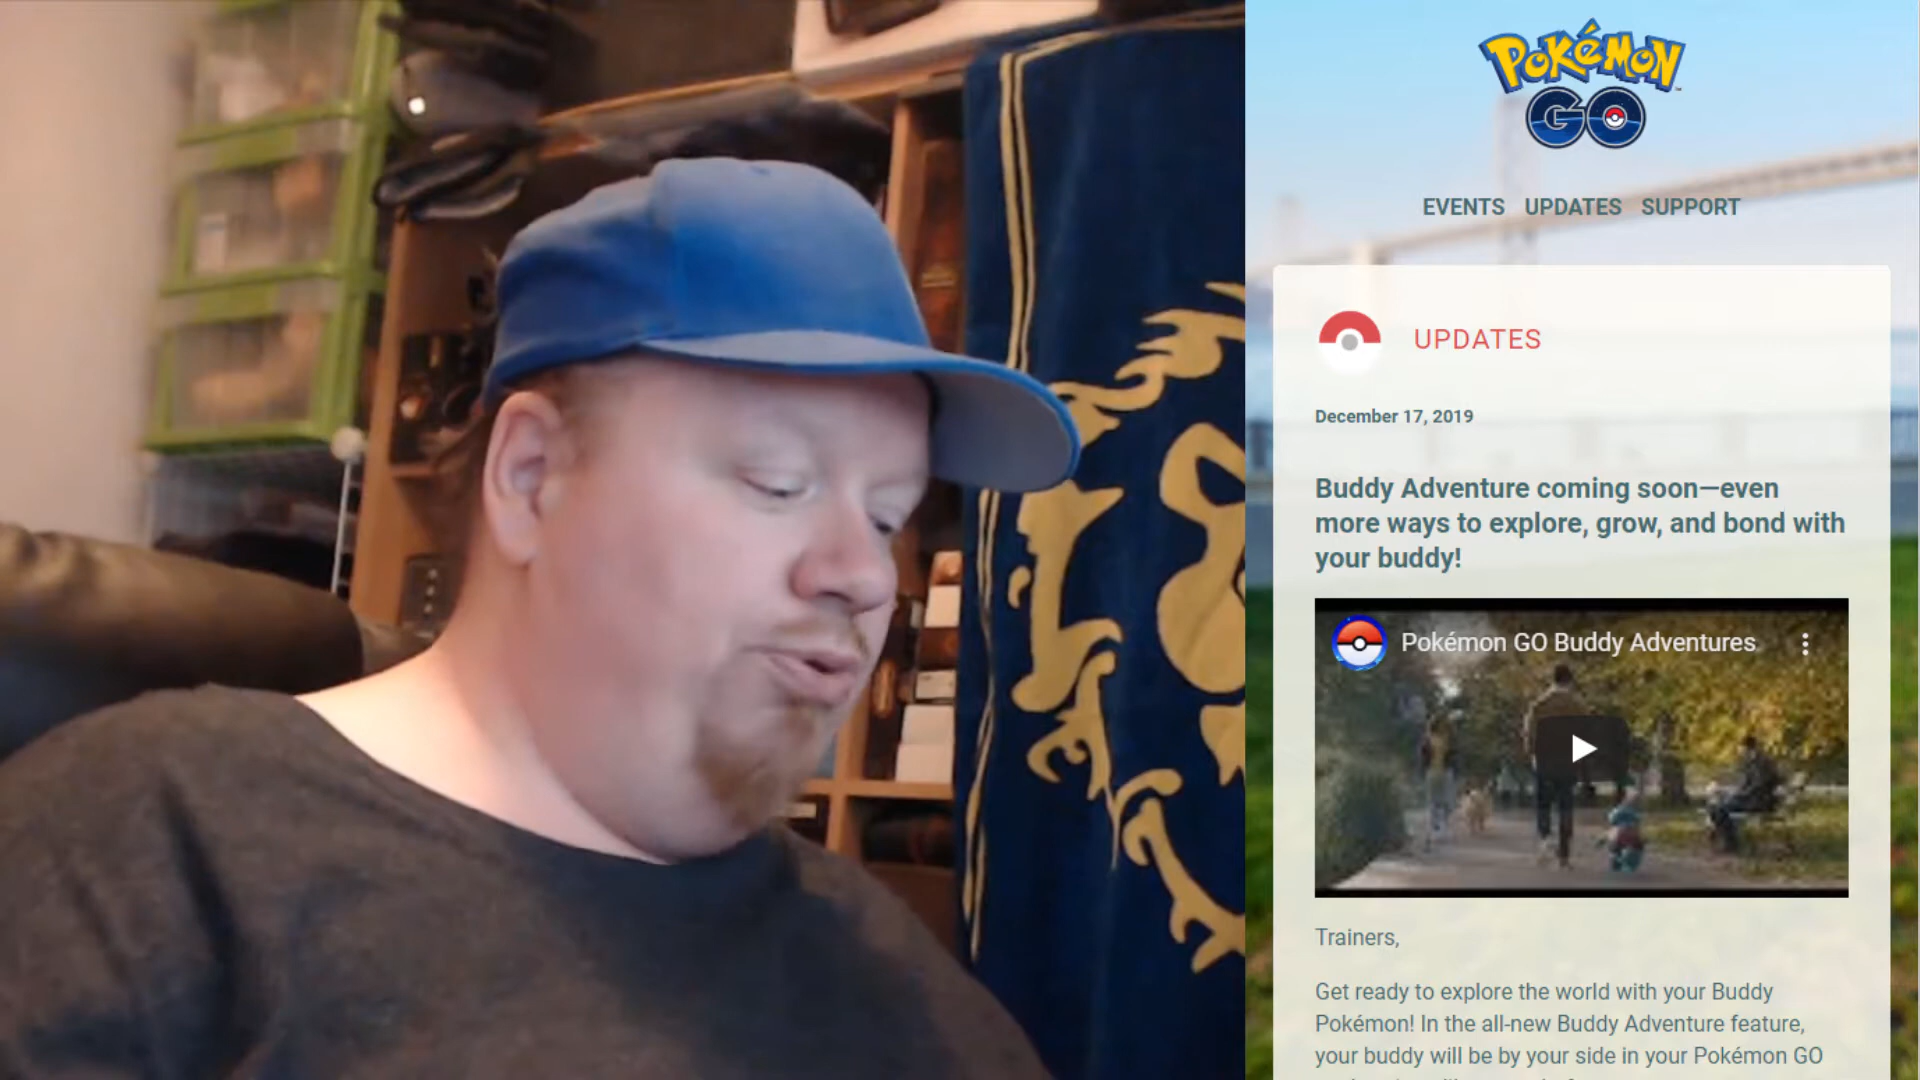 POKéMON
GO
EVENTS UPDATES SUPPORT
UPDATES
December 17, 2019
Buddy Adventure coming soon—even
more ways to explore, grow, and bond with
your buddy!
Pokémon GO Buddy Adventures
Trainers,
Get ready to explore the world with your Buddy
Pokémon! In the all-new Buddy Adventure feature,
your buddy will be by your side in your Pokémon GO